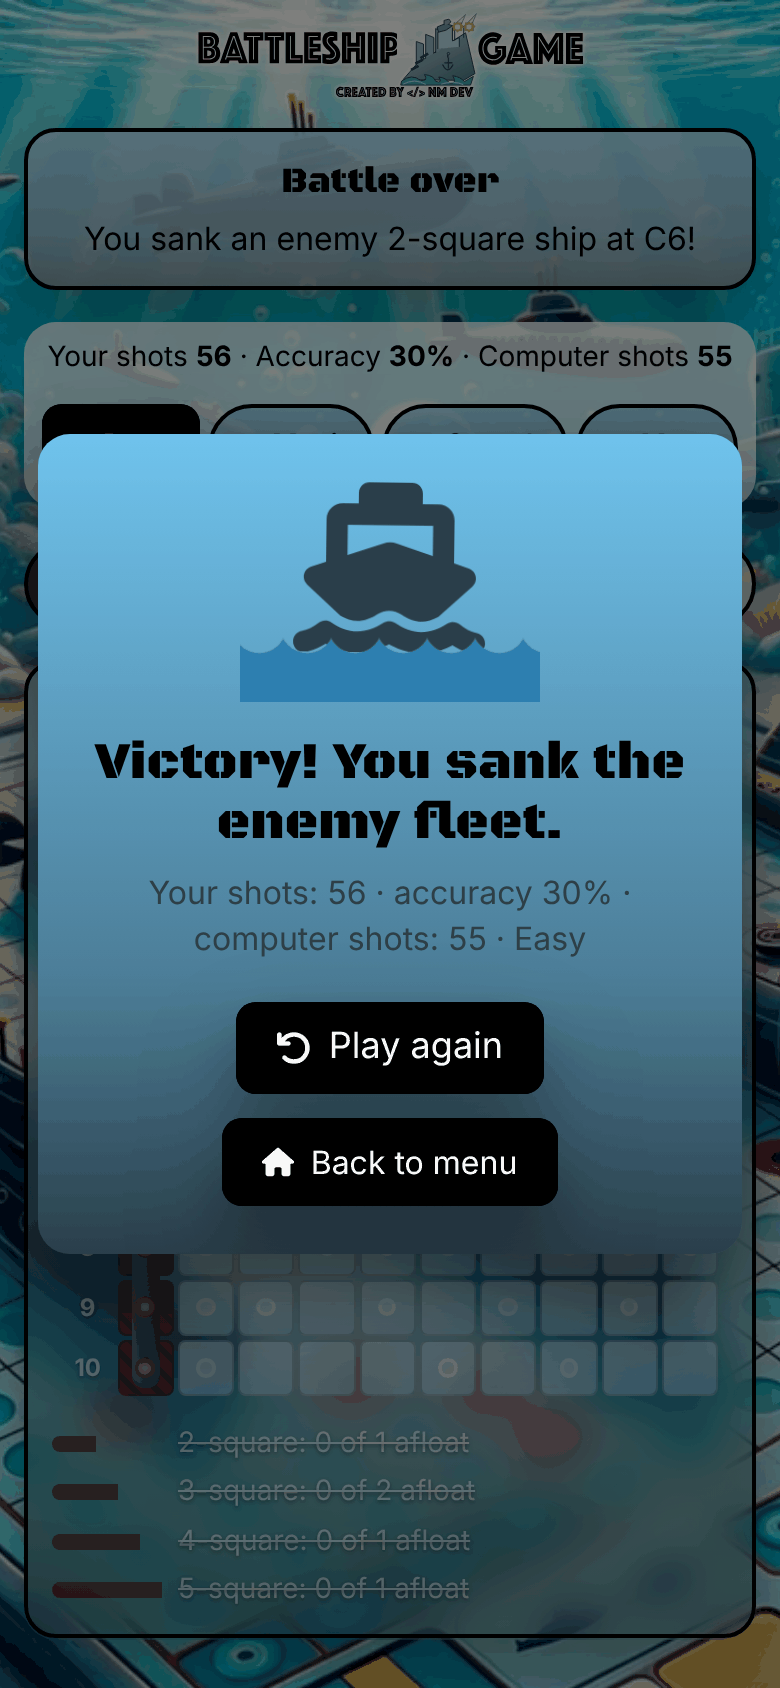 BATTLESHIP GAME
CREATED BY </> NM DEV
Battle over
You sank an enemy 2-square ship at C6!
Your shots 56 · Accuracy 30% · Computer shots 55
Victory! You sank the
enemy fleet.
Your shots: 56 · accuracy 30% ·
computer shots: 55 · Easy
Play again
Back to menu
9
10
2-square: 0 of 1 afloat
3-square: 0 of 2 afloat
4-square: 0 of 1 afloat
5-square: 0 of 1 afloat